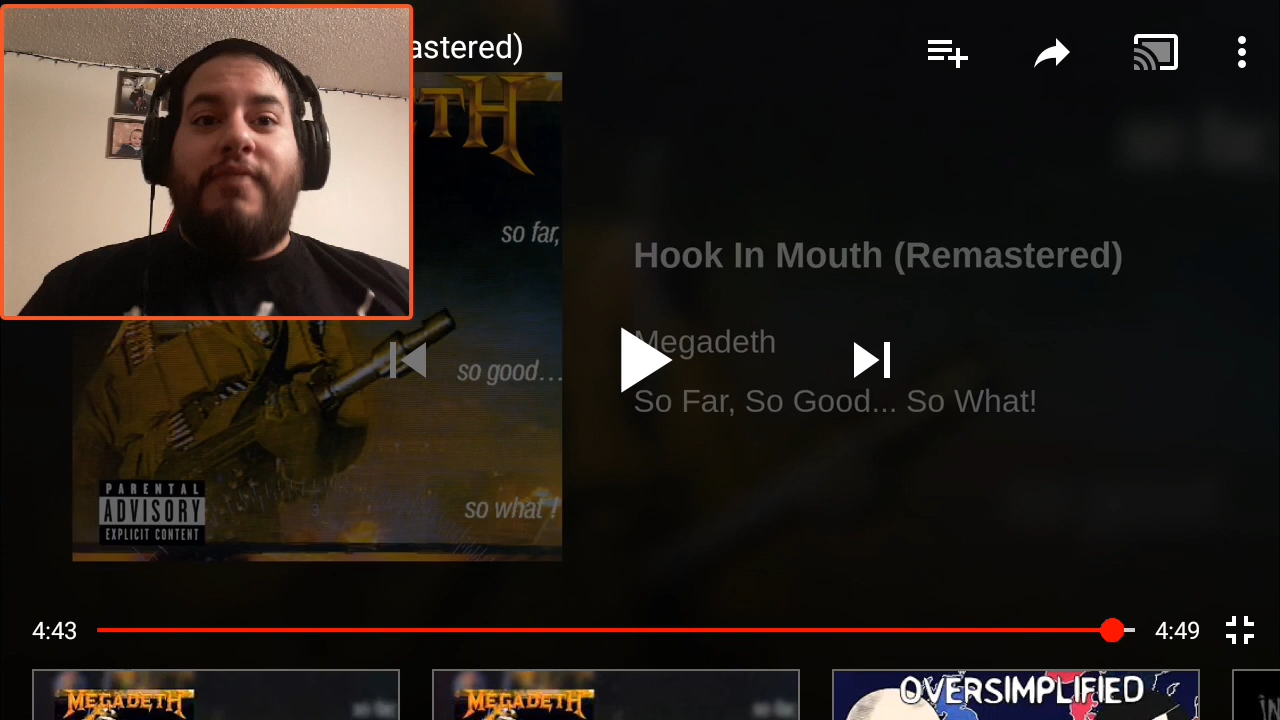 astered)
ETH
so far,
Hook In Mouth (Remastered)
Megadeth
so good...
So Far, So Good... So What!
so what !
PARENTAL
ADVISORY
EXPLICIT CONTENT
4:43
4:49
MEGADETH
MEGADETH
OVERSIMPLIFIED